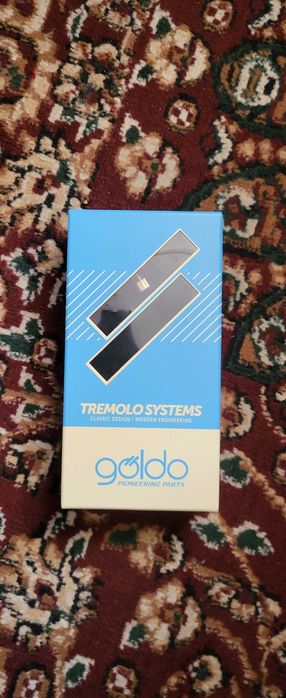 TREMOLO SYSTEMS
CLASSIC DESIGN / MODERN ENGINEERING
göldo
PIONEERING PARTS